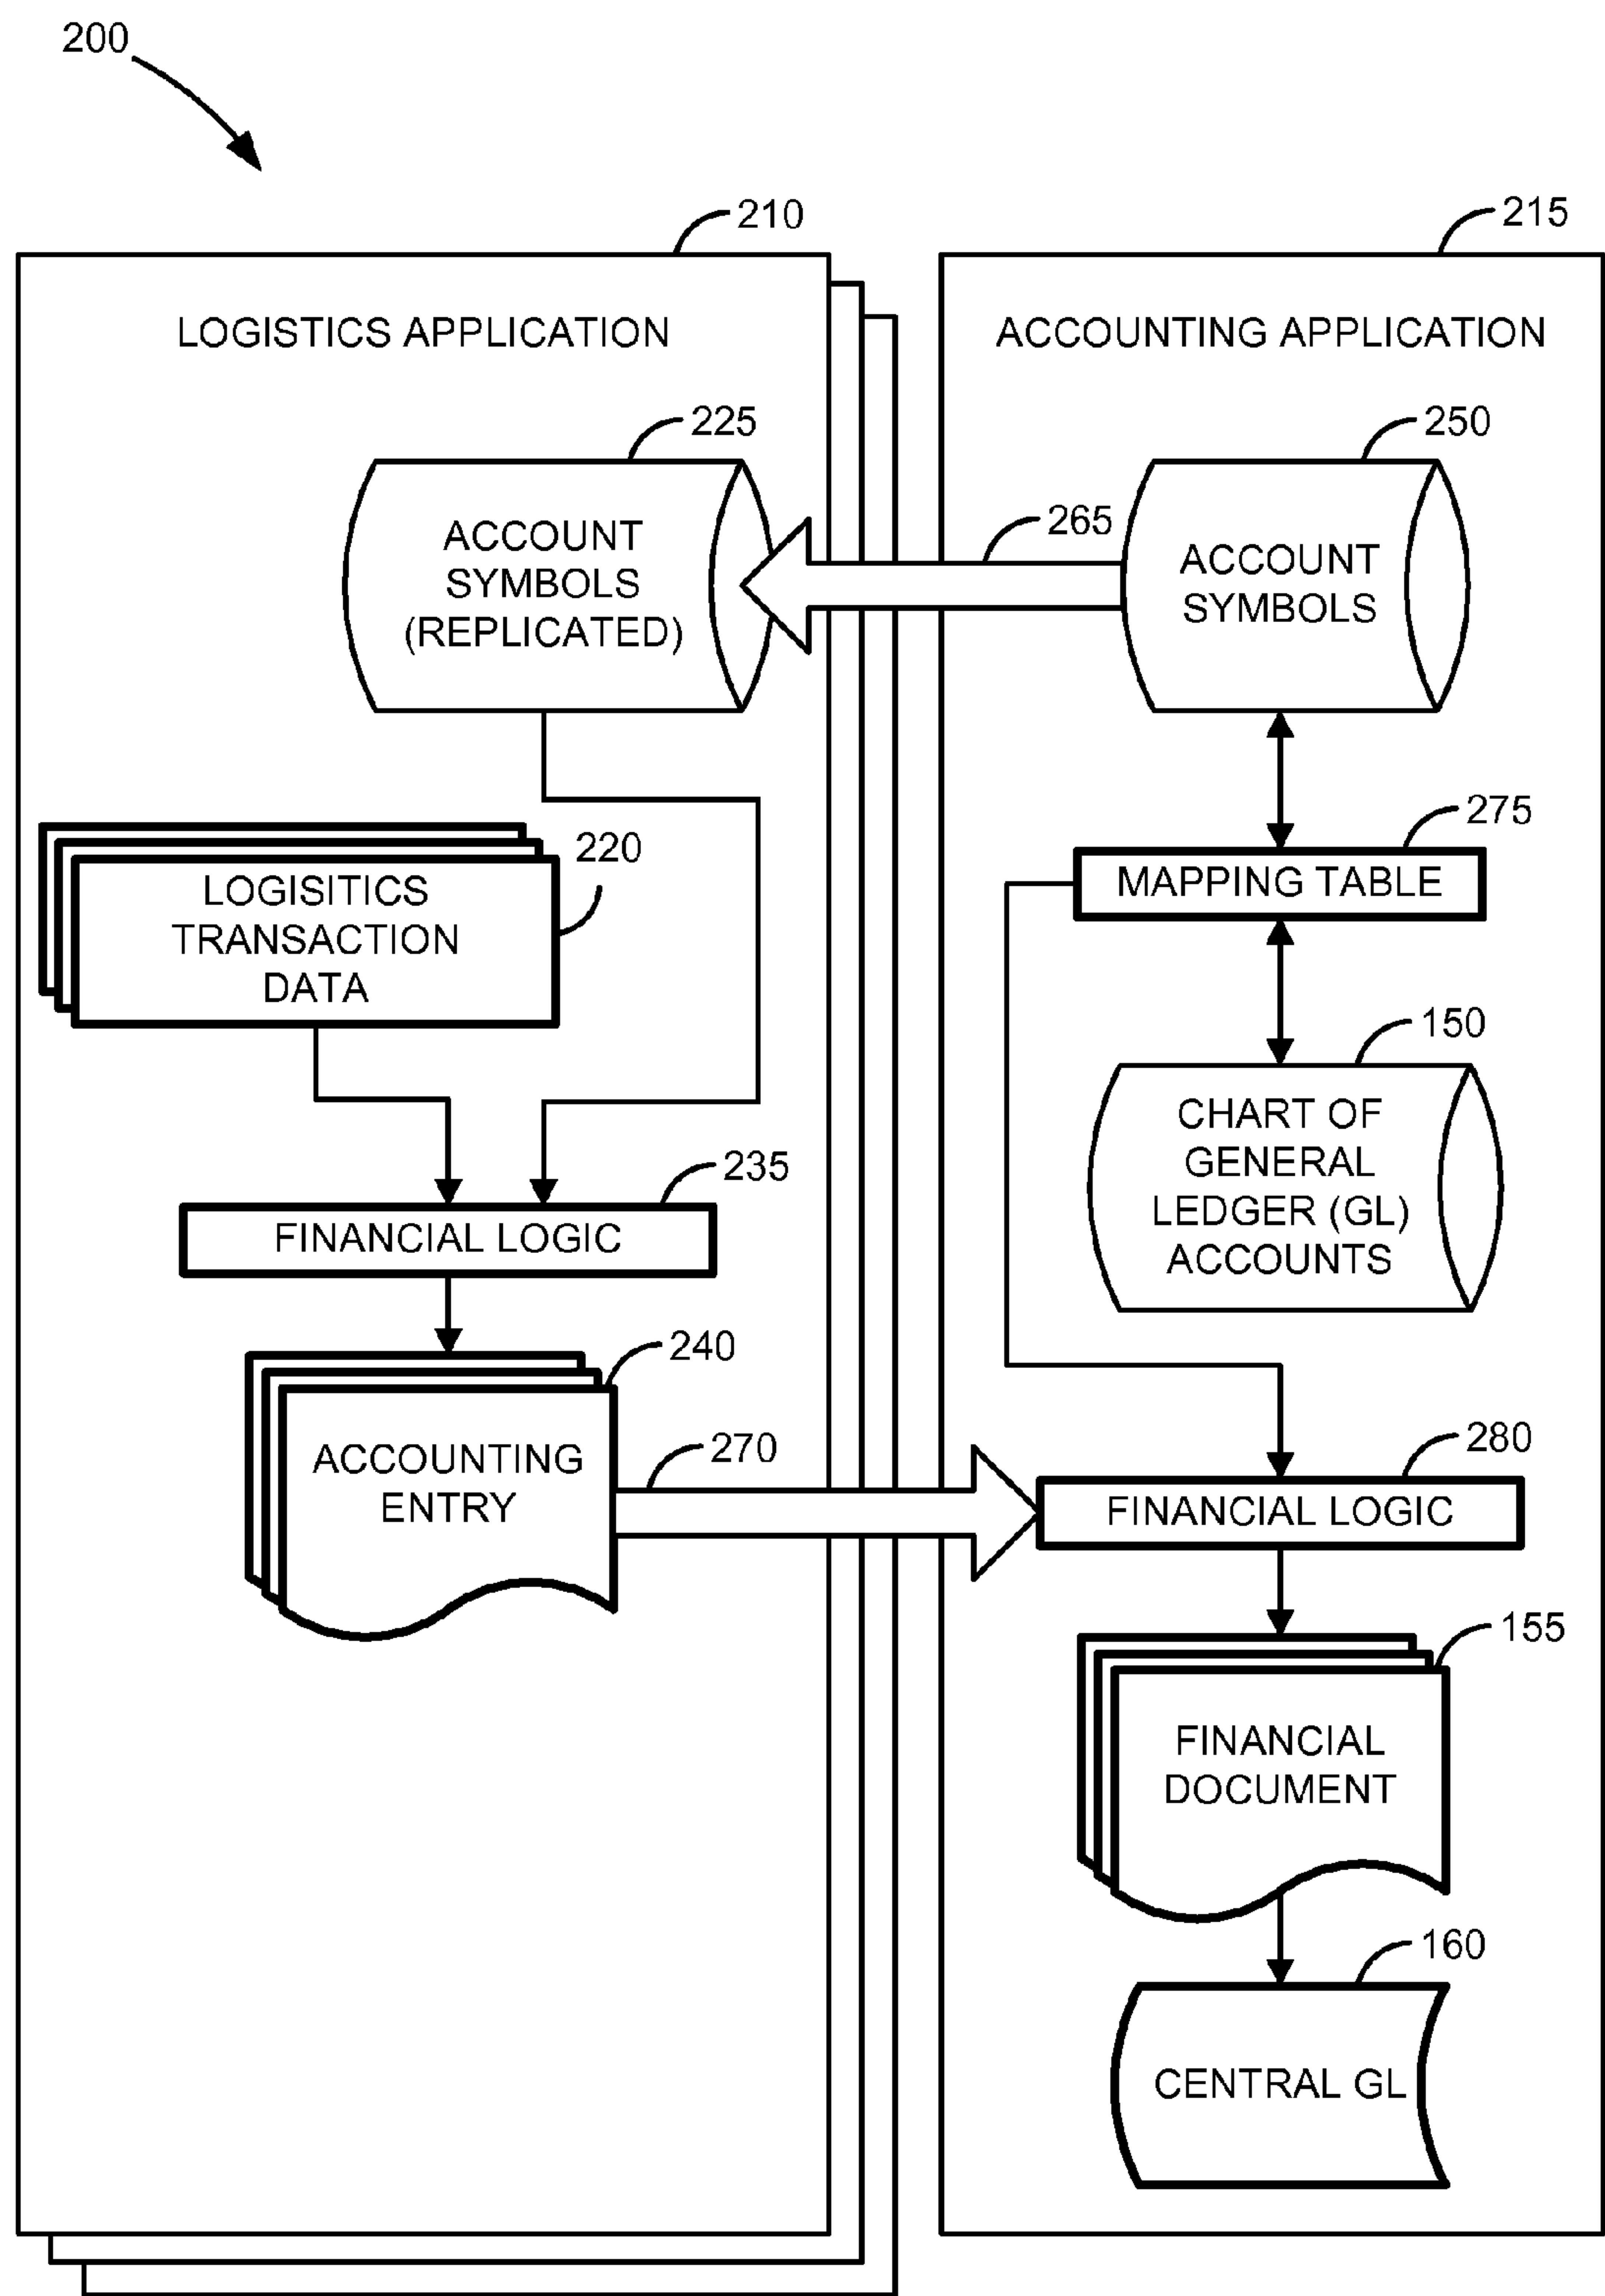 200
210
215
LOGISTICS APPLICATION
ACCOUNTING APPLICATION
225
250
ACCOUNT
SYMBOLS
(REPLICATED)
265
ACCOUNT
SYMBOLS
220
LOGISITICS
TRANSACTION
DATA
275
MAPPING TABLE
150
CHART OF
GENERAL
LEDGER (GL)
ACCOUNTS
235
FINANCIAL LOGIC
240
ACCOUNTING
ENTRY
270
280
FINANCIAL LOGIC
155
FINANCIAL
DOCUMENT
160
CENTRAL GL